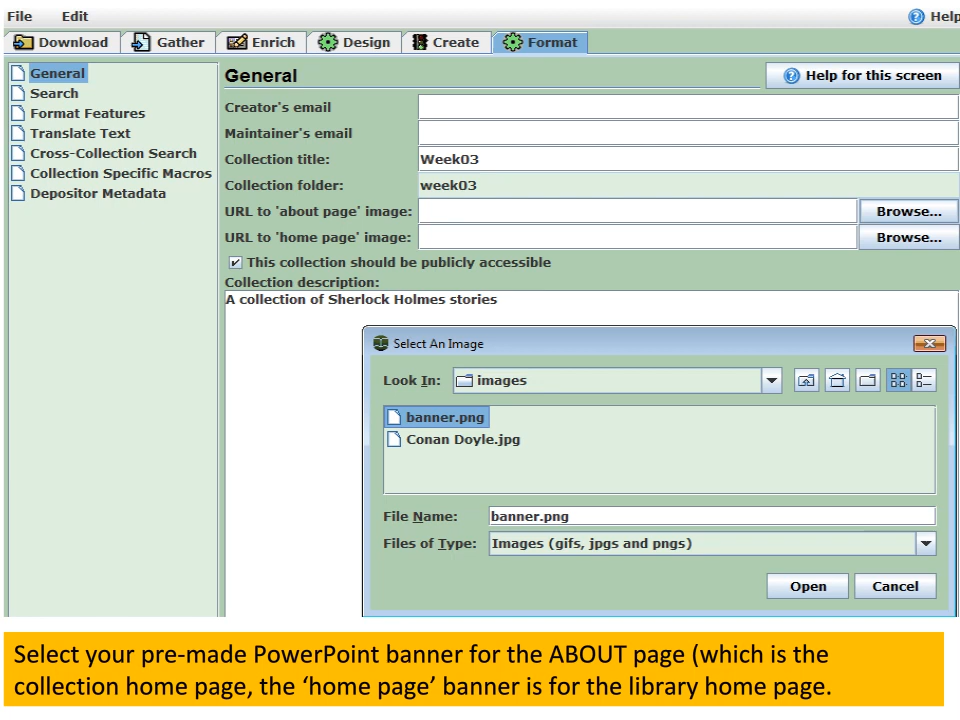 File Edit Help
Download Gather Enrich Design Create Format
General
Search
Format Features
Translate Text
Cross-Collection Search
Collection Specific Macros
Depositor Metadata
General Help for this screen
Creator's email
Maintainer's email
Collection title: Week03
Collection folder: week03
URL to 'about page' image: Browse...
URL to 'home page' image: Browse...
This collection should be publicly accessible
Collection description:
A collection of Sherlock Holmes stories
Select An Image
Look In: images
banner.png
Conan Doyle.jpg
File Name: banner.png
Files of Type: Images (gifs, jpgs and pngs)
Open Cancel
Select your pre-made PowerPoint banner for the ABOUT page (which is the
collection home page, the ‘home page’ banner is for the library home page.